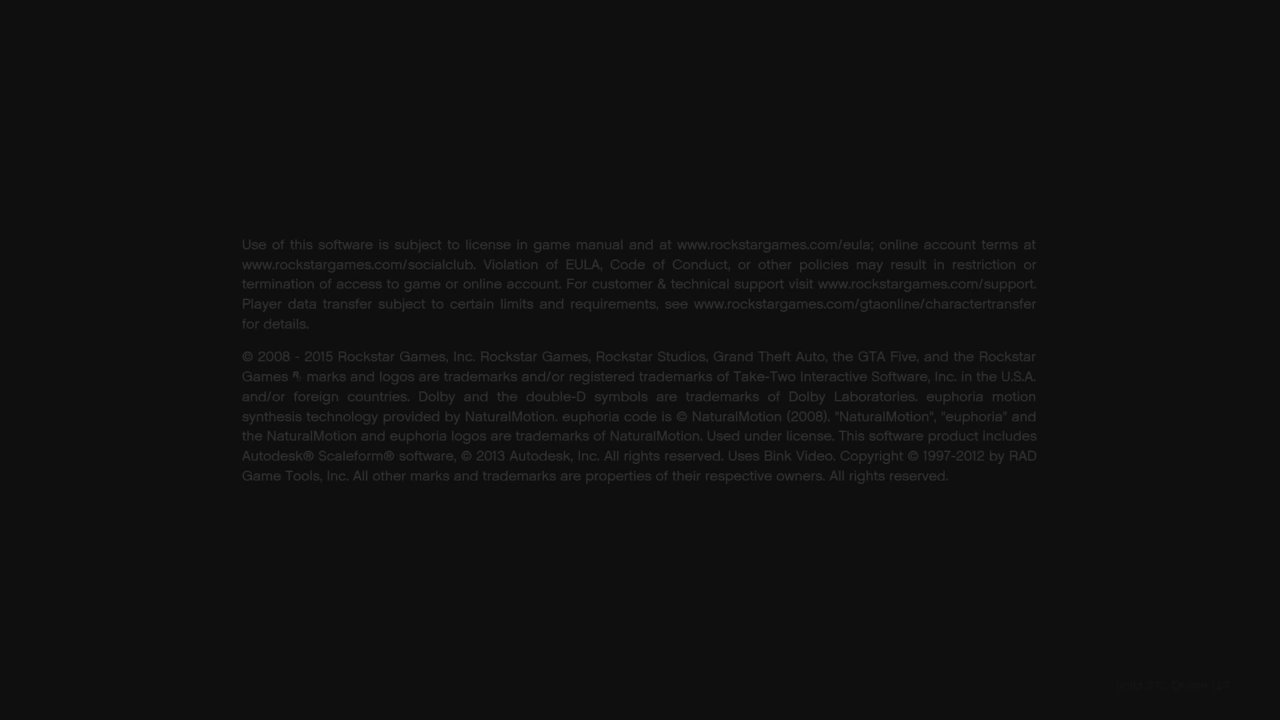 Use of this software is subject to license in game manual and at www.rockstargames.com/eula; online account terms at
www.rockstargames.com/socialclub. Violation of EULA, Code of Conduct, or other policies may result in restriction or
termination of access to game or online account. For customer & technical support visit www.rockstargames.com/support.
Player data transfer subject to certain limits and requirements, see www.rockstargames.com/gtaonline/charactertransfer
for details.
© 2008 - 2015 Rockstar Games, Inc. Rockstar Games, Rockstar Studios, Grand Theft Auto, the GTA Five, and the Rockstar
Games R* marks and logos are trademarks and/or registered trademarks of Take-Two Interactive Software, Inc. in the U.S.A.
and/or foreign countries. Dolby and the double-D symbols are trademarks of Dolby Laboratories. euphoria motion
synthesis technology provided by NaturalMotion. euphoria code is © NaturalMotion (2008). "NaturalMotion", "euphoria" and
the NaturalMotion and euphoria logos are trademarks of NaturalMotion. Used under license. This software product includes
Autodesk® Scaleform® software, © 2013 Autodesk, Inc. All rights reserved. Uses Bink Video. Copyright © 1997-2012 by RAD
Game Tools, Inc. All other marks and trademarks are properties of their respective owners. All rights reserved.